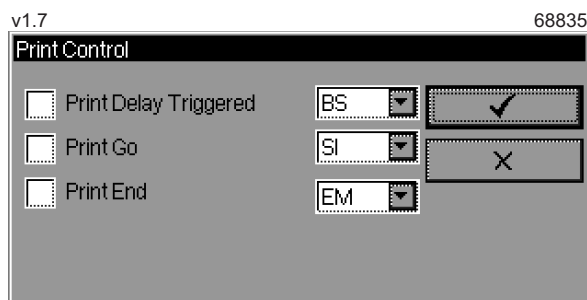 v1.7 68835
Print Control
Print Delay Triggered BS
Print Go SI
Print End EM